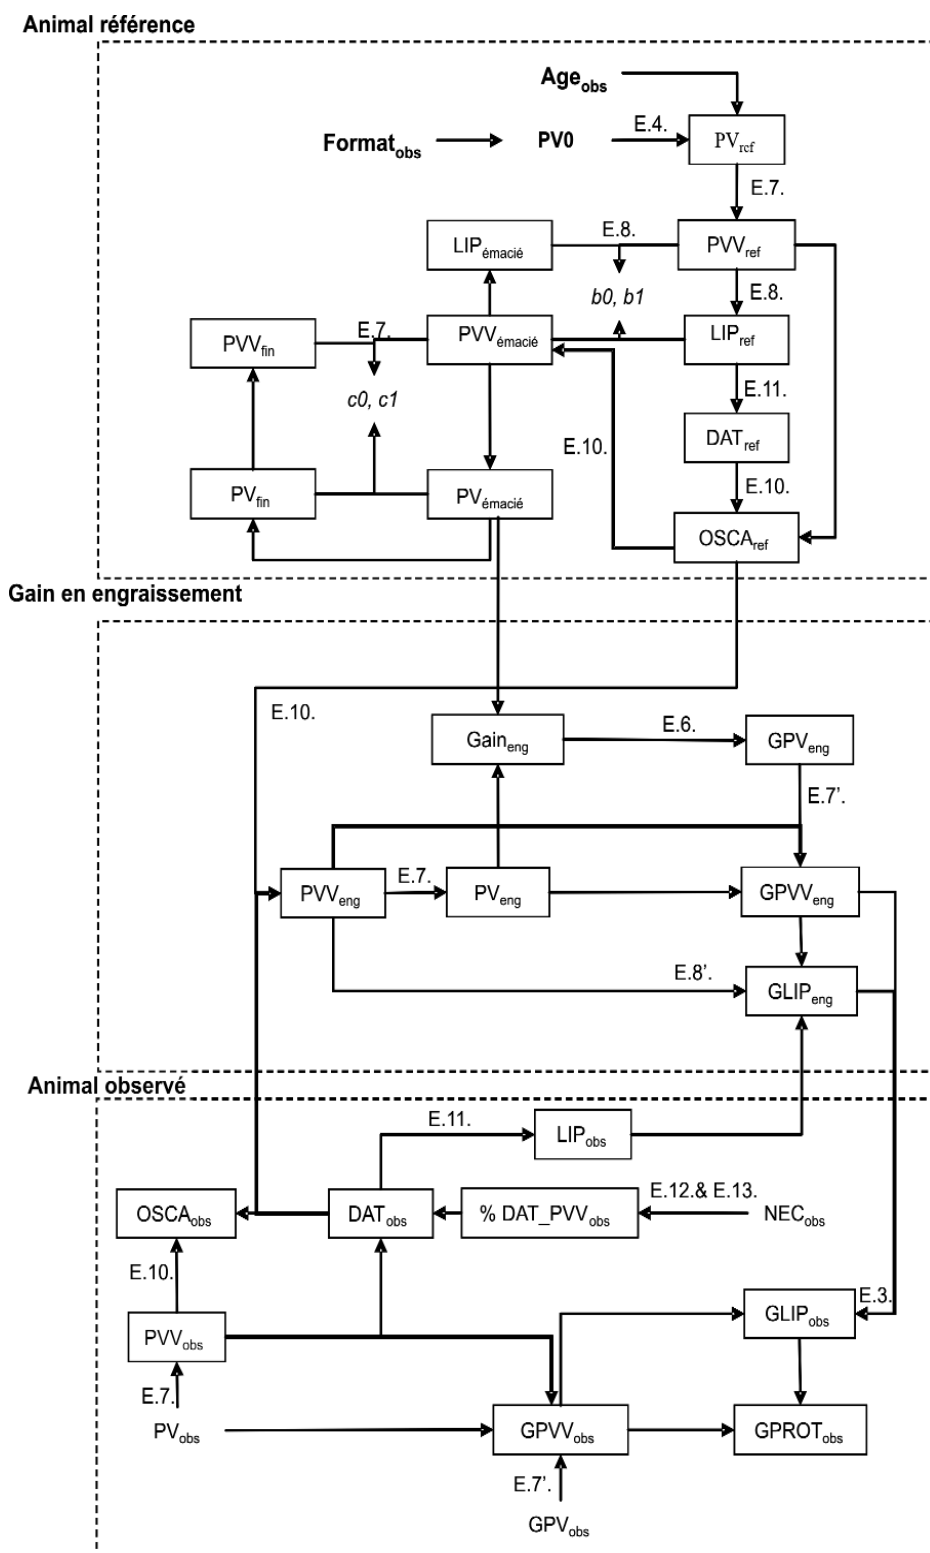 Animal référence
Age obs
Format obs
PV0
E.4.
PV rcf
E.7.
LIP émacié
E.8.
PVV ref
b0, b1
E.8.
PVV fin
E.7.
PVV émacié
LIP ref
c0, c1
E.11.
E.10.
DAT ref
PV fin
PV émacié
E.10.
OSCA ref
Gain en engraissement
E.10.
Gain eng
E.6.
GPV eng
E.7’.
PVV eng
E.7.
PV eng
GPVV eng
E.8’.
GLIP eng
Animal observé
E.11.
LIP obs
OSCA obs
DAT obs
% DAT_PVV obs
E.12.& E.13.
NEC obs
E.10.
GLIP obs
E.3.
PVV obs
E.7.
PV obs
GPVV obs
GPROT obs
E.7’.
GPV obs